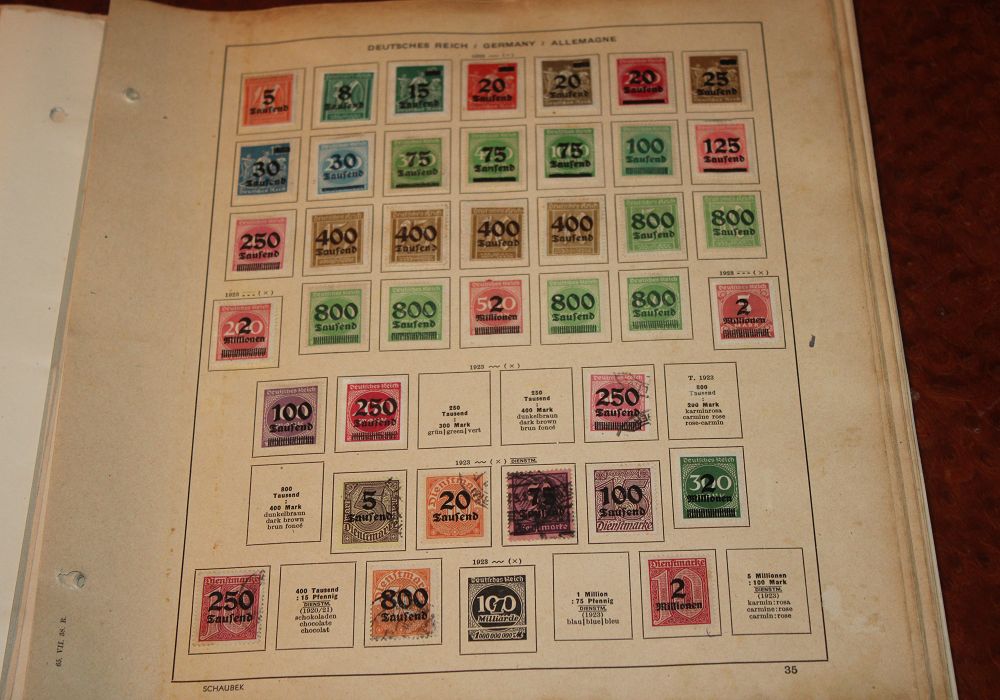 DEUTSCHES REICH / GERMANY / ALLEMAGNE
5 Tausend
8 Tausend
15 Tausend
20 Tausend
20 Tausend
20 Tausend
25 Tausend
30 Tausend
30 Tausend
75 Tausend
75 Tausend
75 Tausend
100 Tausend
125 Tausend
250 Tausend
400 Tausend
400 Tausend
400 Tausend
400 Tausend
800 Tausend
800 Tausend
1923 --- (×)
1923 --- (×)
2 Millionen
800 Tausend
800 Tausend
2 Millionen
800 Tausend
800 Tausend
2 Millionen
1923 ~~ (×)
100 Tausend
250 Tausend
250
Tausend
:
300 Mark
grün|green|vert
250
Tausend
:
400 Mark
dunkelbraun
dark brown
brun foncé
250 Tausend
T. 1923
200
Tausend
:
200 Mark
karminrosa
carmine rose
rose-carmin
1923 ~~ (×) DIENSTM.
800
Tausend
:
400 Mark
dunkelbraun
dark brown
brun foncé
5 Tausend
20 Tausend
75
100 Tausend
Dienstmarke
2 Millionen
1923 ~~ (×)
Dienstmarke
250 Tausend
400 Tausend
: 15 Pfennig
DIENSTM.
(1920/21)
schokoladen
chocolate
chocolat
800 Tausend
Deutsches Reich
100
Milliarde
1 Million
: 75 Pfennig
DIENSTM.
(1923)
blau|blue|bleu
Dienstmarke
2 Millionen
5 Millionen
: 100 Mark
(1923)
karmin:rosa
carmine:rose
carmin:rose
65. VII. 38. R.
SCHAUBEK
35